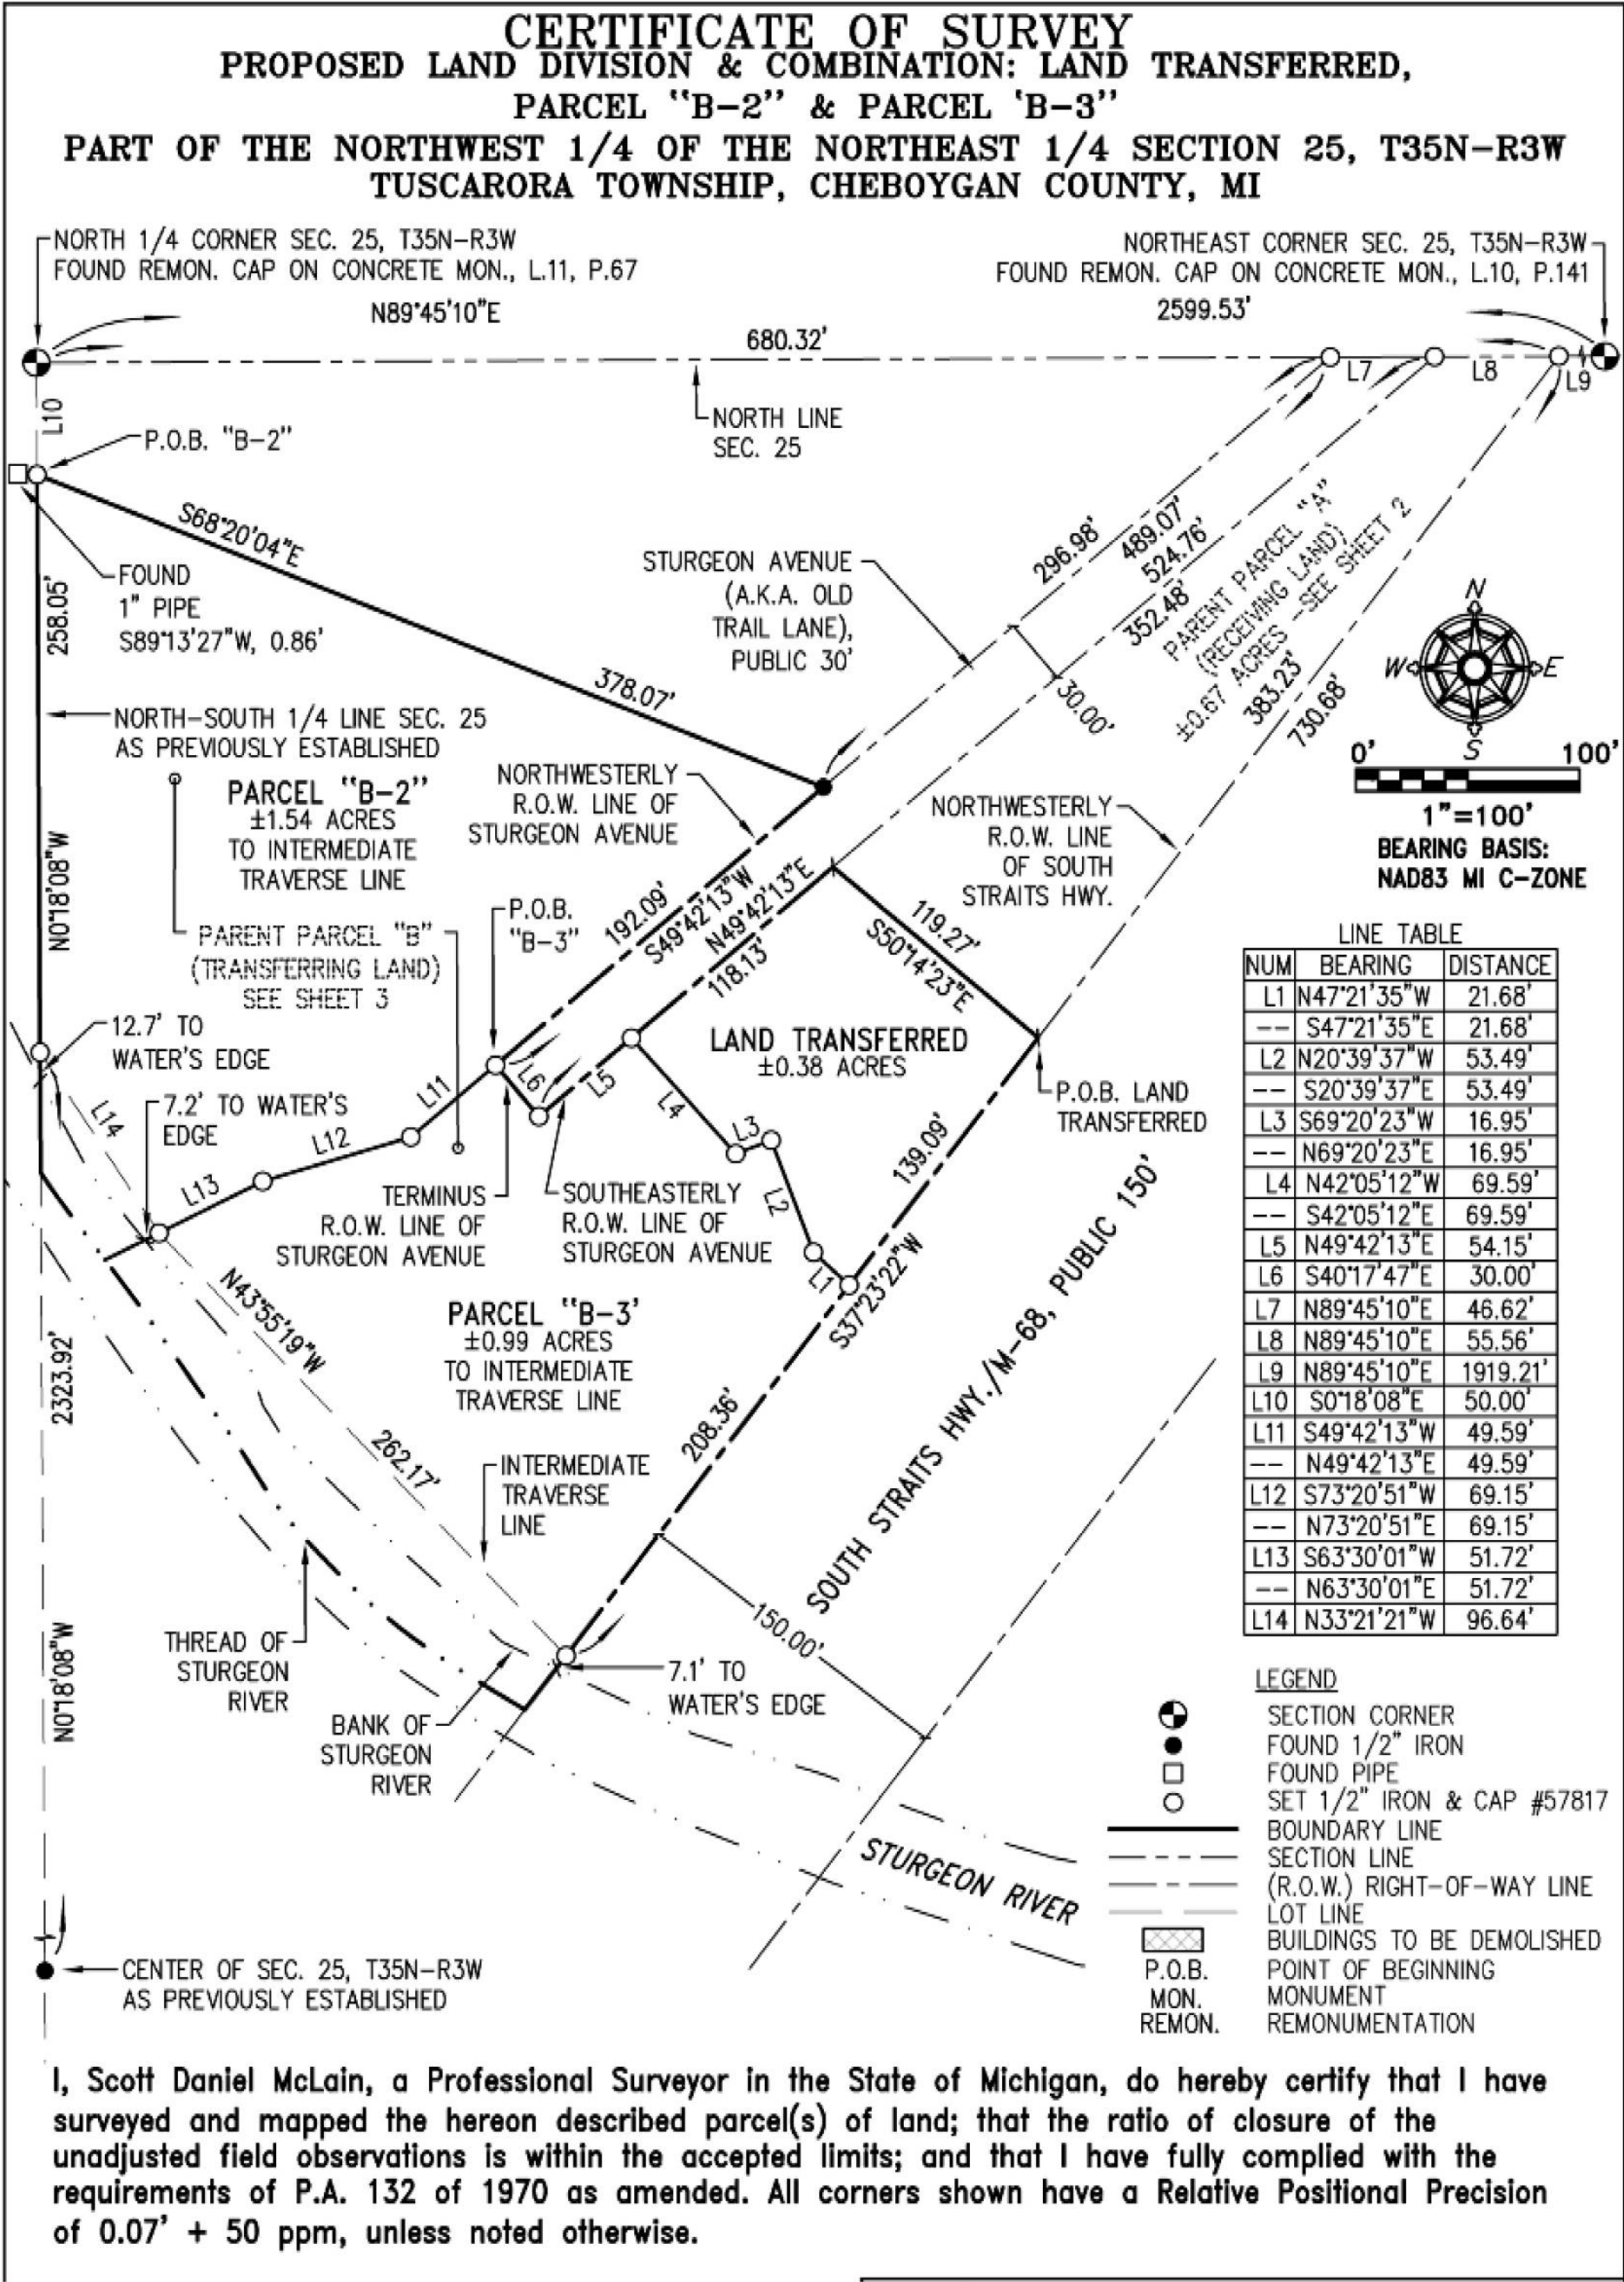 CERTIFICATE OF SURVEY
PROPOSED LAND DIVISION & COMBINATION: LAND TRANSFERRED,
PARCEL "B-2" & PARCEL 'B-3"
PART OF THE NORTHWEST 1/4 OF THE NORTHEAST 1/4 SECTION 25, T35N-R3W
TUSCARORA TOWNSHIP, CHEBOYGAN COUNTY, MI
NORTH 1/4 CORNER SEC. 25, T35N-R3W
FOUND REMON. CAP ON CONCRETE MON., L.11, P.67
NORTHEAST CORNER SEC. 25, T35N-R3W
FOUND REMON. CAP ON CONCRETE MON., L.10, P.141
N89°45'10"E
2599.53'
680.32'
L7
L8
L9
L10
NORTH LINE
SEC. 25
P.O.B. "B-2"
S68°20'04"E
378.07'
FOUND
1" PIPE
S89°13'27"W, 0.86'
258.05'
STURGEON AVENUE
(A.K.A. OLD
TRAIL LANE),
PUBLIC 30'
296.98'
489.07'
524.76'
352.48'
PARENT PARCEL "A"
(RECEIVING LAND)
±0.67 ACRES -SEE SHEET 2
383.23'
730.68'
30.00'
N
W
E
S
0'
100'
1"=100'
BEARING BASIS:
NAD83 MI C-ZONE
NORTH-SOUTH 1/4 LINE SEC. 25
AS PREVIOUSLY ESTABLISHED
PARCEL "B-2"
±1.54 ACRES
TO INTERMEDIATE
TRAVERSE LINE
NORTHWESTERLY
R.O.W. LINE OF
STURGEON AVENUE
NORTHWESTERLY
R.O.W. LINE
OF SOUTH
STRAITS HWY.
N0°18'08"W
PARENT PARCEL "B"
(TRANSFERRING LAND)
SEE SHEET 3
P.O.B.
"B-3"
192.09'
S49°42'13"W
N49°42'13"E
118.13'
119.27'
S50°14'23"E
12.7' TO
WATER'S EDGE
LAND TRANSFERRED
±0.38 ACRES
P.O.B. LAND
TRANSFERRED
L14
7.2' TO WATER'S
EDGE
L11
L12
L13
L6
L5
L4
L3
L2
L1
139.09'
S37°23'22"W
TERMINUS
R.O.W. LINE OF
STURGEON AVENUE
SOUTHEASTERLY
R.O.W. LINE OF
STURGEON AVENUE
N43°55'19"W
262.17'
PARCEL "B-3'
±0.99 ACRES
TO INTERMEDIATE
TRAVERSE LINE
2323.92'
208.36'
SOUTH STRAITS HWY./M-68, PUBLIC 150'
INTERMEDIATE
TRAVERSE
LINE
150.00'
THREAD OF
STURGEON
RIVER
N0°18'08"W
7.1' TO
WATER'S EDGE
BANK OF
STURGEON
RIVER
STURGEON RIVER
CENTER OF SEC. 25, T35N-R3W
AS PREVIOUSLY ESTABLISHED
LINE TABLE
NUM BEARING DISTANCE
L1 N47°21'35"W 21.68'
-- S47°21'35"E 21.68'
L2 N20°39'37"W 53.49'
-- S20°39'37"E 53.49'
L3 S69°20'23"W 16.95'
-- N69°20'23"E 16.95'
L4 N42°05'12"W 69.59'
-- S42°05'12"E 69.59'
L5 N49°42'13"E 54.15'
L6 S40°17'47"E 30.00'
L7 N89°45'10"E 46.62'
L8 N89°45'10"E 55.56'
L9 N89°45'10"E 1919.21'
L10 S0°18'08"E 50.00'
L11 S49°42'13"W 49.59'
-- N49°42'13"E 49.59'
L12 S73°20'51"W 69.15'
-- N73°20'51"E 69.15'
L13 S63°30'01"W 51.72'
-- N63°30'01"E 51.72'
L14 N33°21'21"W 96.64'
LEGEND
SECTION CORNER
FOUND 1/2" IRON
FOUND PIPE
SET 1/2" IRON & CAP #57817
BOUNDARY LINE
SECTION LINE
(R.O.W.) RIGHT-OF-WAY LINE
LOT LINE
BUILDINGS TO BE DEMOLISHED
P.O.B. POINT OF BEGINNING
MON. MONUMENT
REMON. REMONUMENTATION
I, Scott Daniel McLain, a Professional Surveyor in the State of Michigan, do hereby certify that I have
surveyed and mapped the hereon described parcel(s) of land; that the ratio of closure of the
unadjusted field observations is within the accepted limits; and that I have fully complied with the
requirements of P.A. 132 of 1970 as amended. All corners shown have a Relative Positional Precision
of 0.07' + 50 ppm, unless noted otherwise.